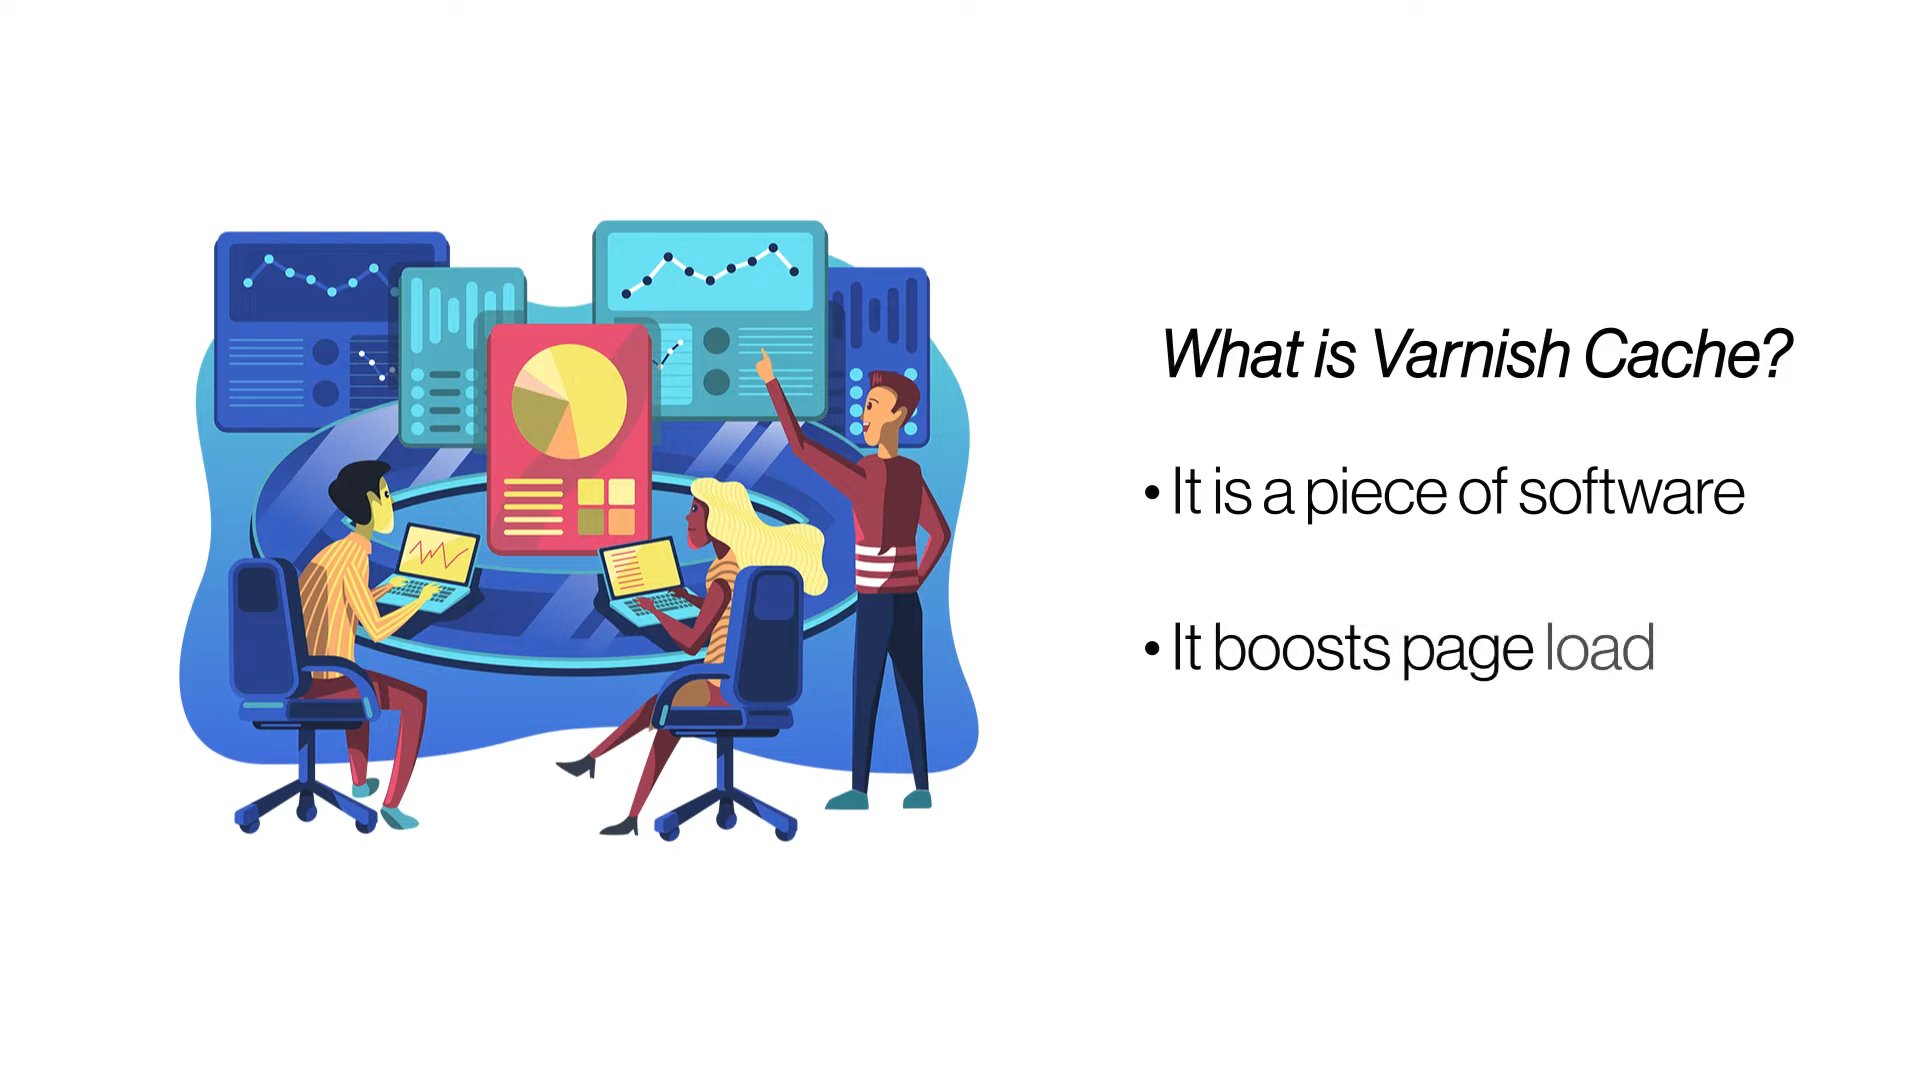 What is Varnish Cache?
• It is a piece of software
• It boosts page load